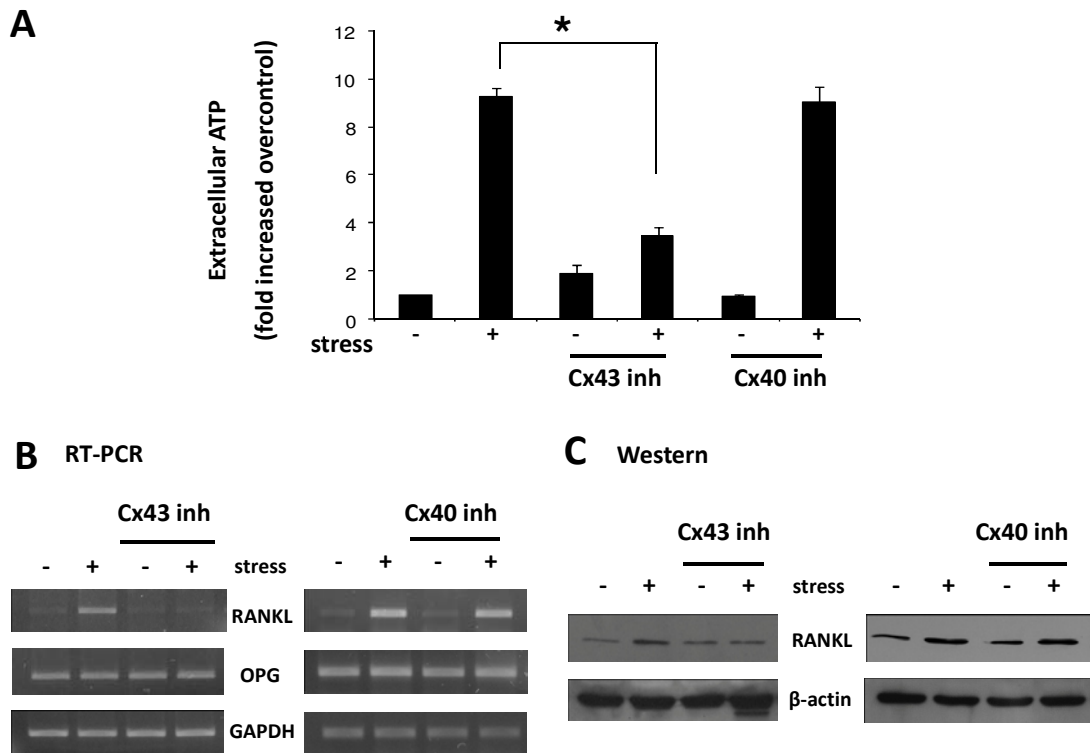 A
Extracellular ATP
(fold increased overcontrol)
12
10
8
6
4
2
0
*
stress - + - + - +
Cx43 inh Cx40 inh
B RT-PCR
Cx43 inh Cx40 inh
- + - + stress - + - +
RANKL
OPG
GAPDH
C Western
Cx43 inh Cx40 inh
- + - + stress - + - +
RANKL
β-actin